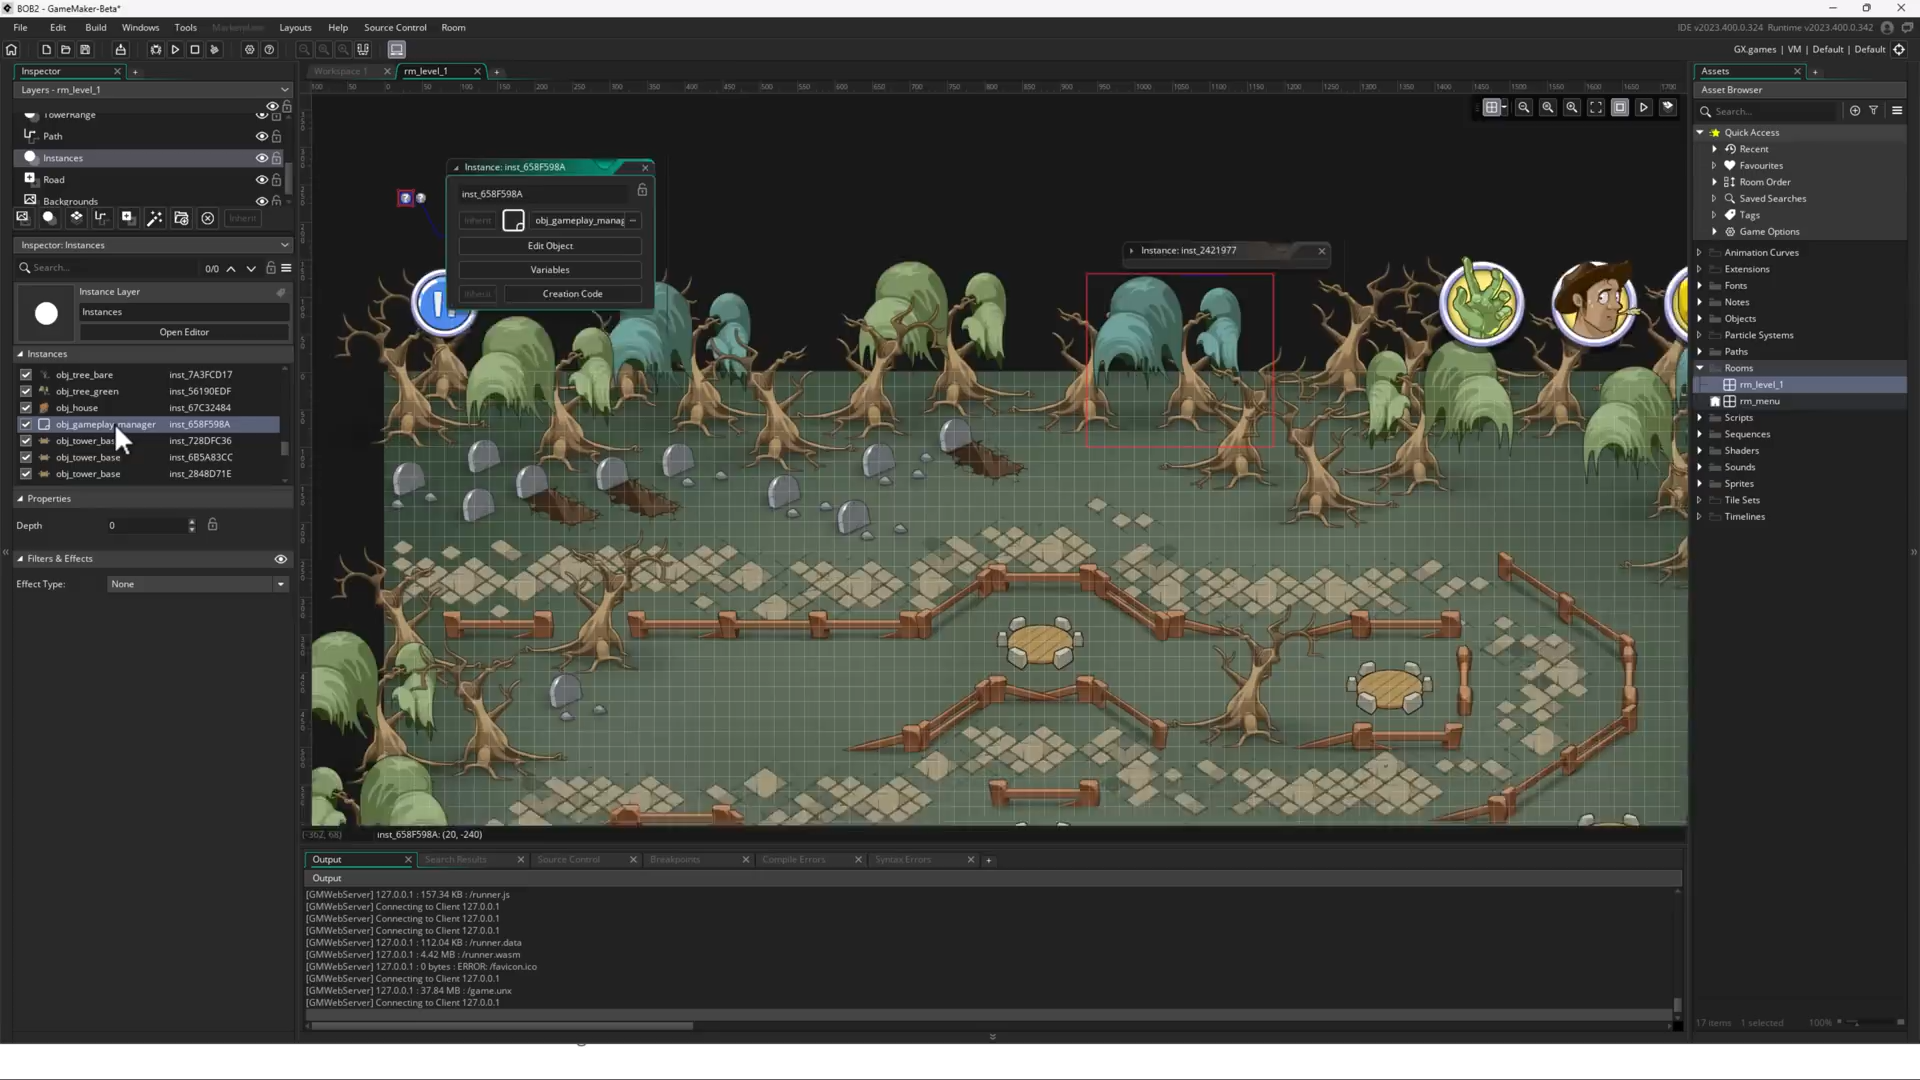 BOB2 - GameMaker-Beta*
File Edit Build Windows Tools Marketplace Layouts Help Source Control Room
IDE v2023.400.0.324 Runtime v2023.400.0.342
GX.games | VM | Default | Default
Inspector
Workspace 1
rm_level_1
Assets
Layers - rm_level_1
Asset Browser
TowerRange
Path
Instances
Road
Backgrounds
Inherit
Inspector: Instances
Search...
0/0
Instance Layer
Instances
Open Editor
Instances
obj_tree_bare inst_7A3FCD17
obj_tree_green inst_56190EDF
obj_house inst_67C32484
obj_gameplay_manager inst_658F598A
obj_tower_bas inst_728DFC36
obj_tower_base inst_6B5A83CC
obj_tower_base inst_2848D71E
Properties
Depth 0
Filters & Effects
Effect Type: None
Instance: inst_658F598A
inst_658F598A
Inherit
obj_gameplay_manag
Edit Object
Variables
Inherit
Creation Code
Instance: inst_2421977
(-362, 68) inst_658F598A: (20, -240)
Output Search Results Source Control Breakpoints Compile Errors Syntax Errors
Output
[GMWebServer] 127.0.0.1 : 157.34 KB : /runner.js
[GMWebServer] Connecting to Client 127.0.0.1
[GMWebServer] Connecting to Client 127.0.0.1
[GMWebServer] Connecting to Client 127.0.0.1
[GMWebServer] 127.0.0.1 : 112.04 KB : /runner.data
[GMWebServer] 127.0.0.1 : 4.42 MB : /runner.wasm
[GMWebServer] 127.0.0.1 : 0 bytes : ERROR: /favicon.ico
[GMWebServer] Connecting to Client 127.0.0.1
[GMWebServer] 127.0.0.1 : 37.84 MB : /game.unx
[GMWebServer] Connecting to Client 127.0.0.1
Search...
Quick Access
Recent
Favourites
Room Order
Saved Searches
Tags
Game Options
Animation Curves
Extensions
Fonts
Notes
Objects
Particle Systems
Paths
Rooms
rm_level_1
rm_menu
Scripts
Sequences
Shaders
Sounds
Sprites
Tile Sets
Timelines
17 items 1 selected 100%